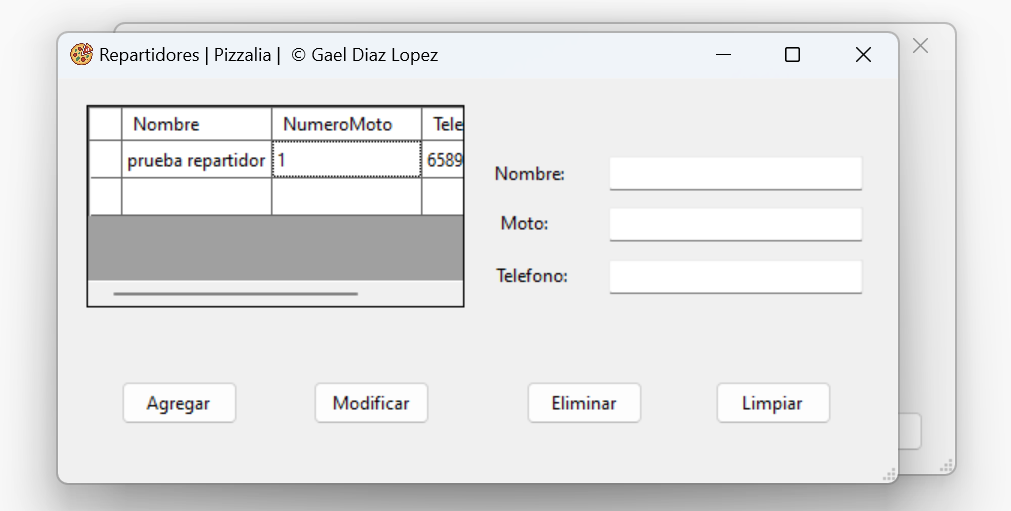 Repartidores | Pizzalia | © Gael Diaz Lopez
Nombre NumeroMoto Tele
prueba repartidor 1 6589
Nombre:
Moto:
Telefono:
Agregar Modificar Eliminar Limpiar